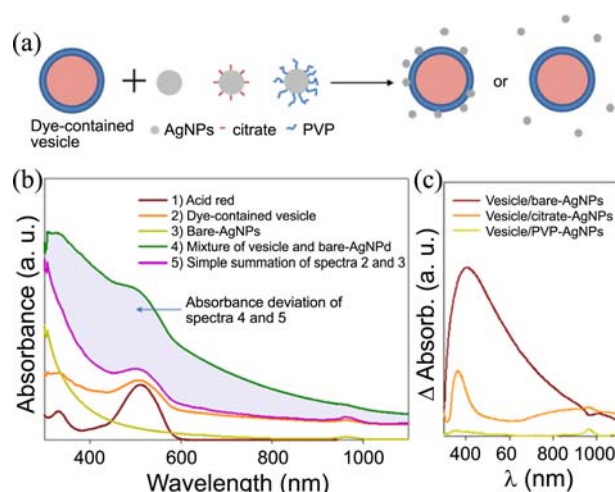 (a)
Dye-contained
vesicle
AgNPs
citrate
PVP
or
(b)
1) Acid red
2) Dye-contained vesicle
3) Bare-AgNPs
4) Mixture of vesicle and bare-AgNPd
5) Simple summation of spectra 2 and 3
Absorbance deviation of
spectra 4 and 5
Absorbance (a. u.)
400 600 800 1000
Wavelength (nm)
(c)
Vesicle/bare-AgNPs
Vesicle/citrate-AgNPs
Vesicle/PVP-AgNPs
Δ Absorb. (a. u.)
400 600 800 1000
λ (nm)